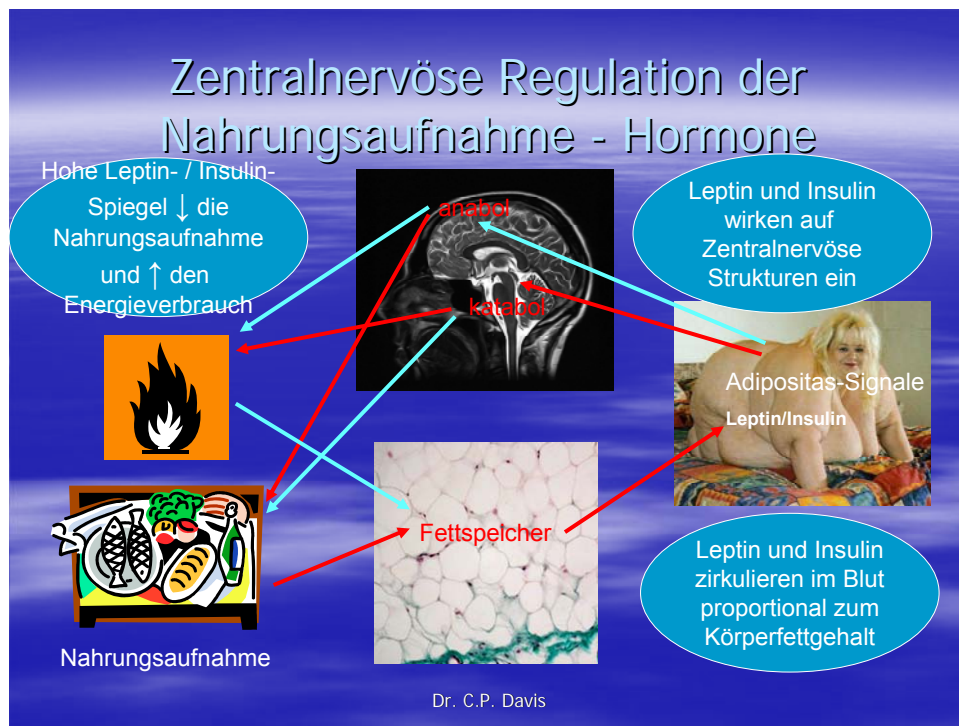 Zentralnervöse Regulation der
Nahrungsaufnahme - Hormone
Hohe Leptin- / Insulin-
Spiegel ↓ die
Nahrungsaufnahme
und ↑ den
Energieverbrauch
anabol
katabol
Leptin und Insulin
wirken auf
Zentralnervöse
Strukturen ein
Adipositas-Signale
Leptin/Insulin
Fettspeicher
Leptin und Insulin
zirkulieren im Blut
proportional zum
Körperfettgehalt
Nahrungsaufnahme
Dr. C.P. Davis